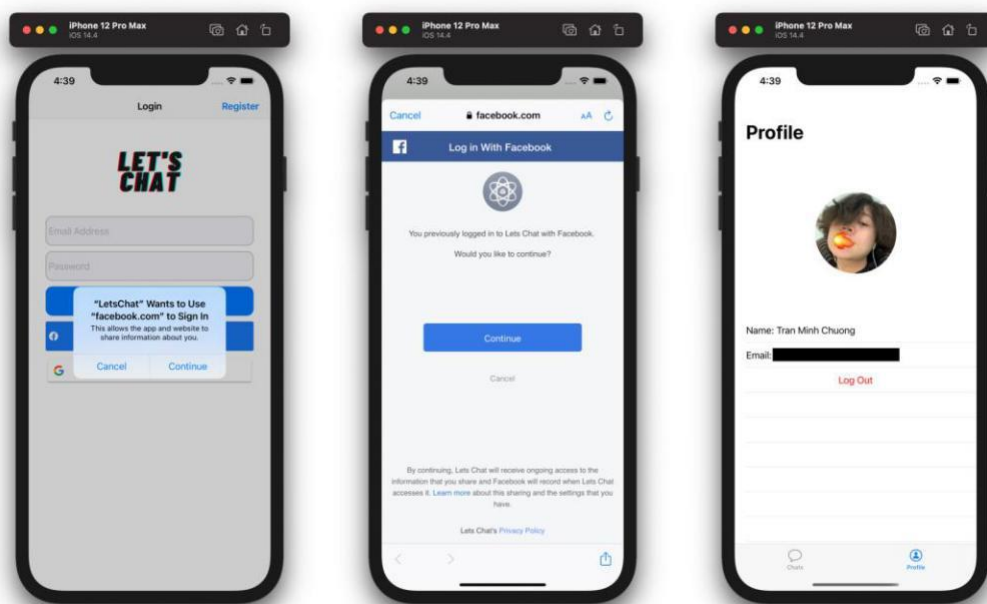 iPhone 12 Pro Max
iOS 14.4
4:39
Login
Register
LET'S
CHAT
Email Address
Password
"LetsChat" Wants to Use
"facebook.com" to Sign In
This allows the app and website to
share information about you.
Cancel
Continue
iPhone 12 Pro Max
iOS 14.4
4:39
Cancel
facebook.com
AA
Log in With Facebook
You previously logged in to Lets Chat with Facebook.
Would you like to continue?
Continue
Cancel
By continuing, Lets Chat will receive ongoing access to the
information that you share and Facebook will record when Lets Chat
accesses it. Learn more about this sharing and the settings that you
have.
Lets Chat's Privacy Policy
iPhone 12 Pro Max
iOS 14.4
4:39
Profile
Name: Tran Minh Chuong
Email:
Log Out
Chats
Profile